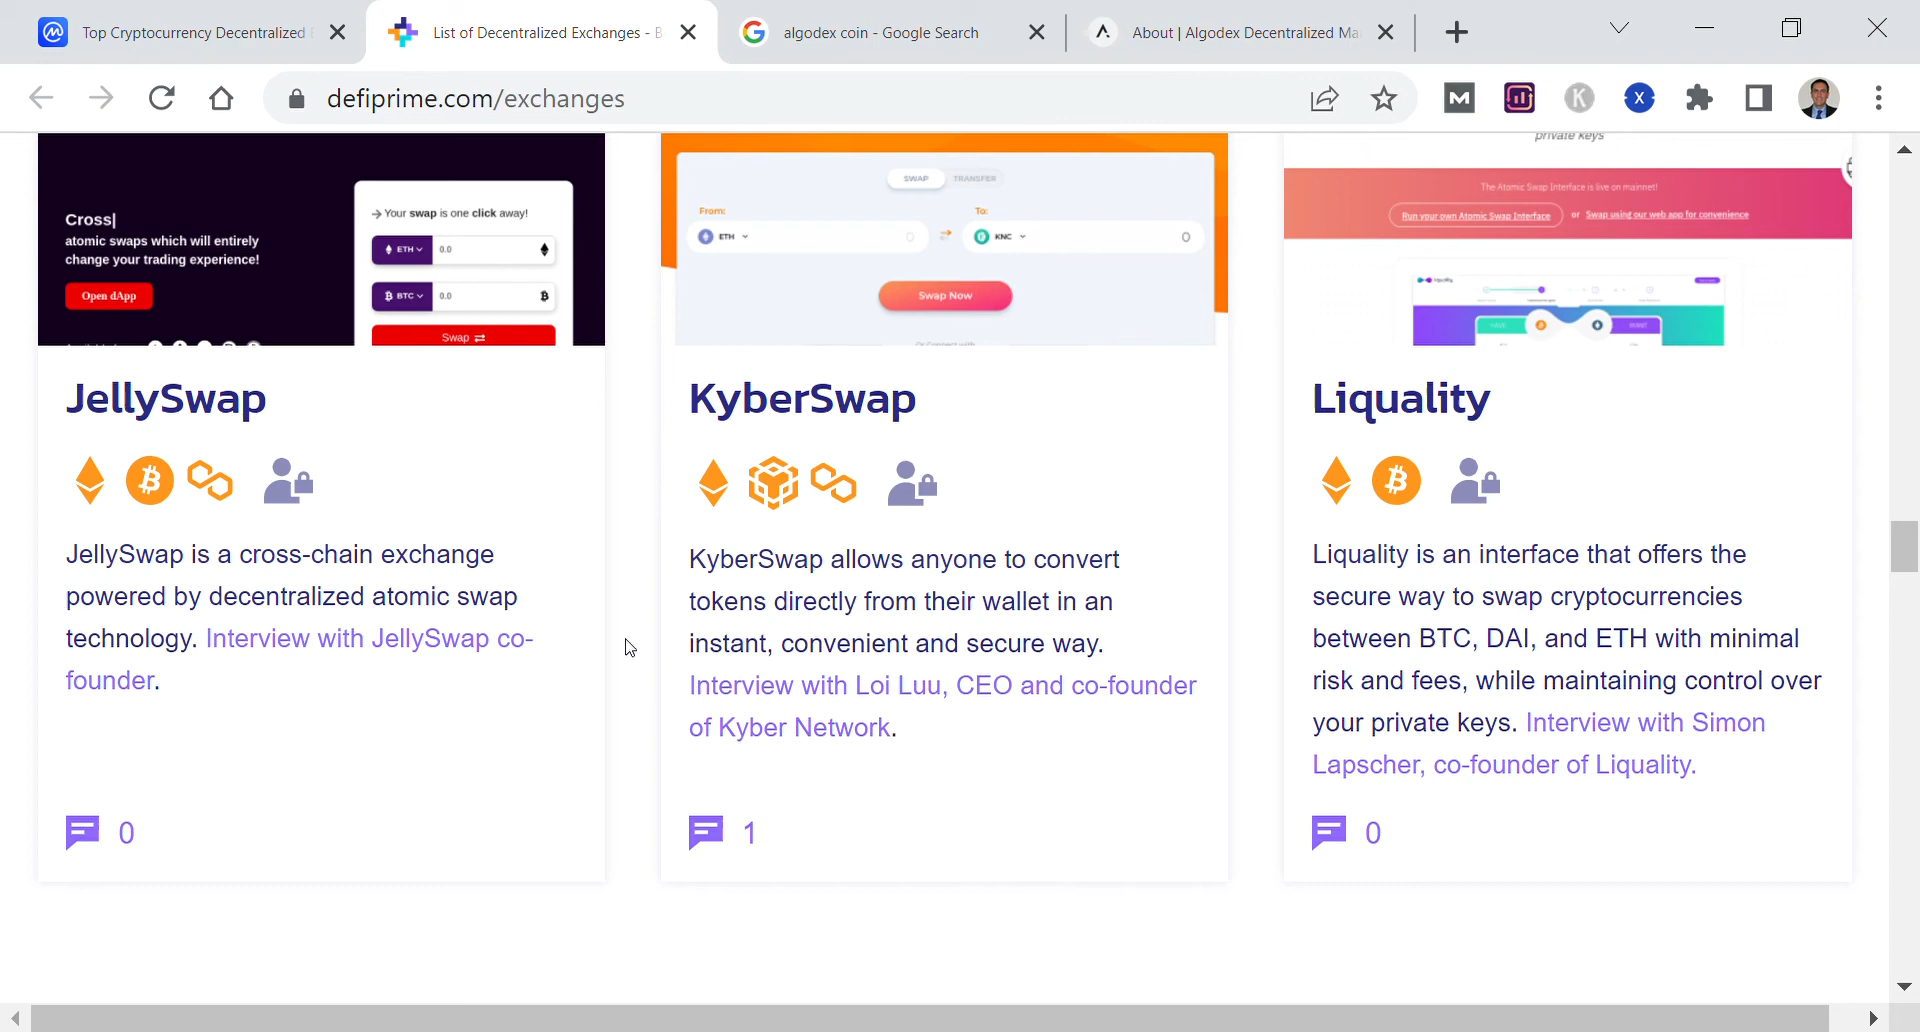 Top Cryptocurrency Decentralized
List of Decentralized Exchanges - B
algodex coin - Google Search
About | Algodex Decentralized Ma
defiprime.com/exchanges
Cross|
atomic swaps which will entirely
change your trading experience!
Open dApp
Your swap is one click away!
ETH
0.0
BTC
0.0
Swap
SWAP
TRANSFER
From:
To:
ETH
0
KNC
0
Swap Now
Or Connect with
private keys
The Atomic Swap Interface is live on mainnet!
Run your own Atomic Swap Interface
or
Swap using our web app for convenience
liquality
JellySwap
JellySwap is a cross-chain exchange
powered by decentralized atomic swap
technology. Interview with JellySwap co-
founder.
0
KyberSwap
KyberSwap allows anyone to convert
tokens directly from their wallet in an
instant, convenient and secure way.
Interview with Loi Luu, CEO and co-founder
of Kyber Network.
1
Liquality
Liquality is an interface that offers the
secure way to swap cryptocurrencies
between BTC, DAI, and ETH with minimal
risk and fees, while maintaining control over
your private keys. Interview with Simon
Lapscher, co-founder of Liquality.
0